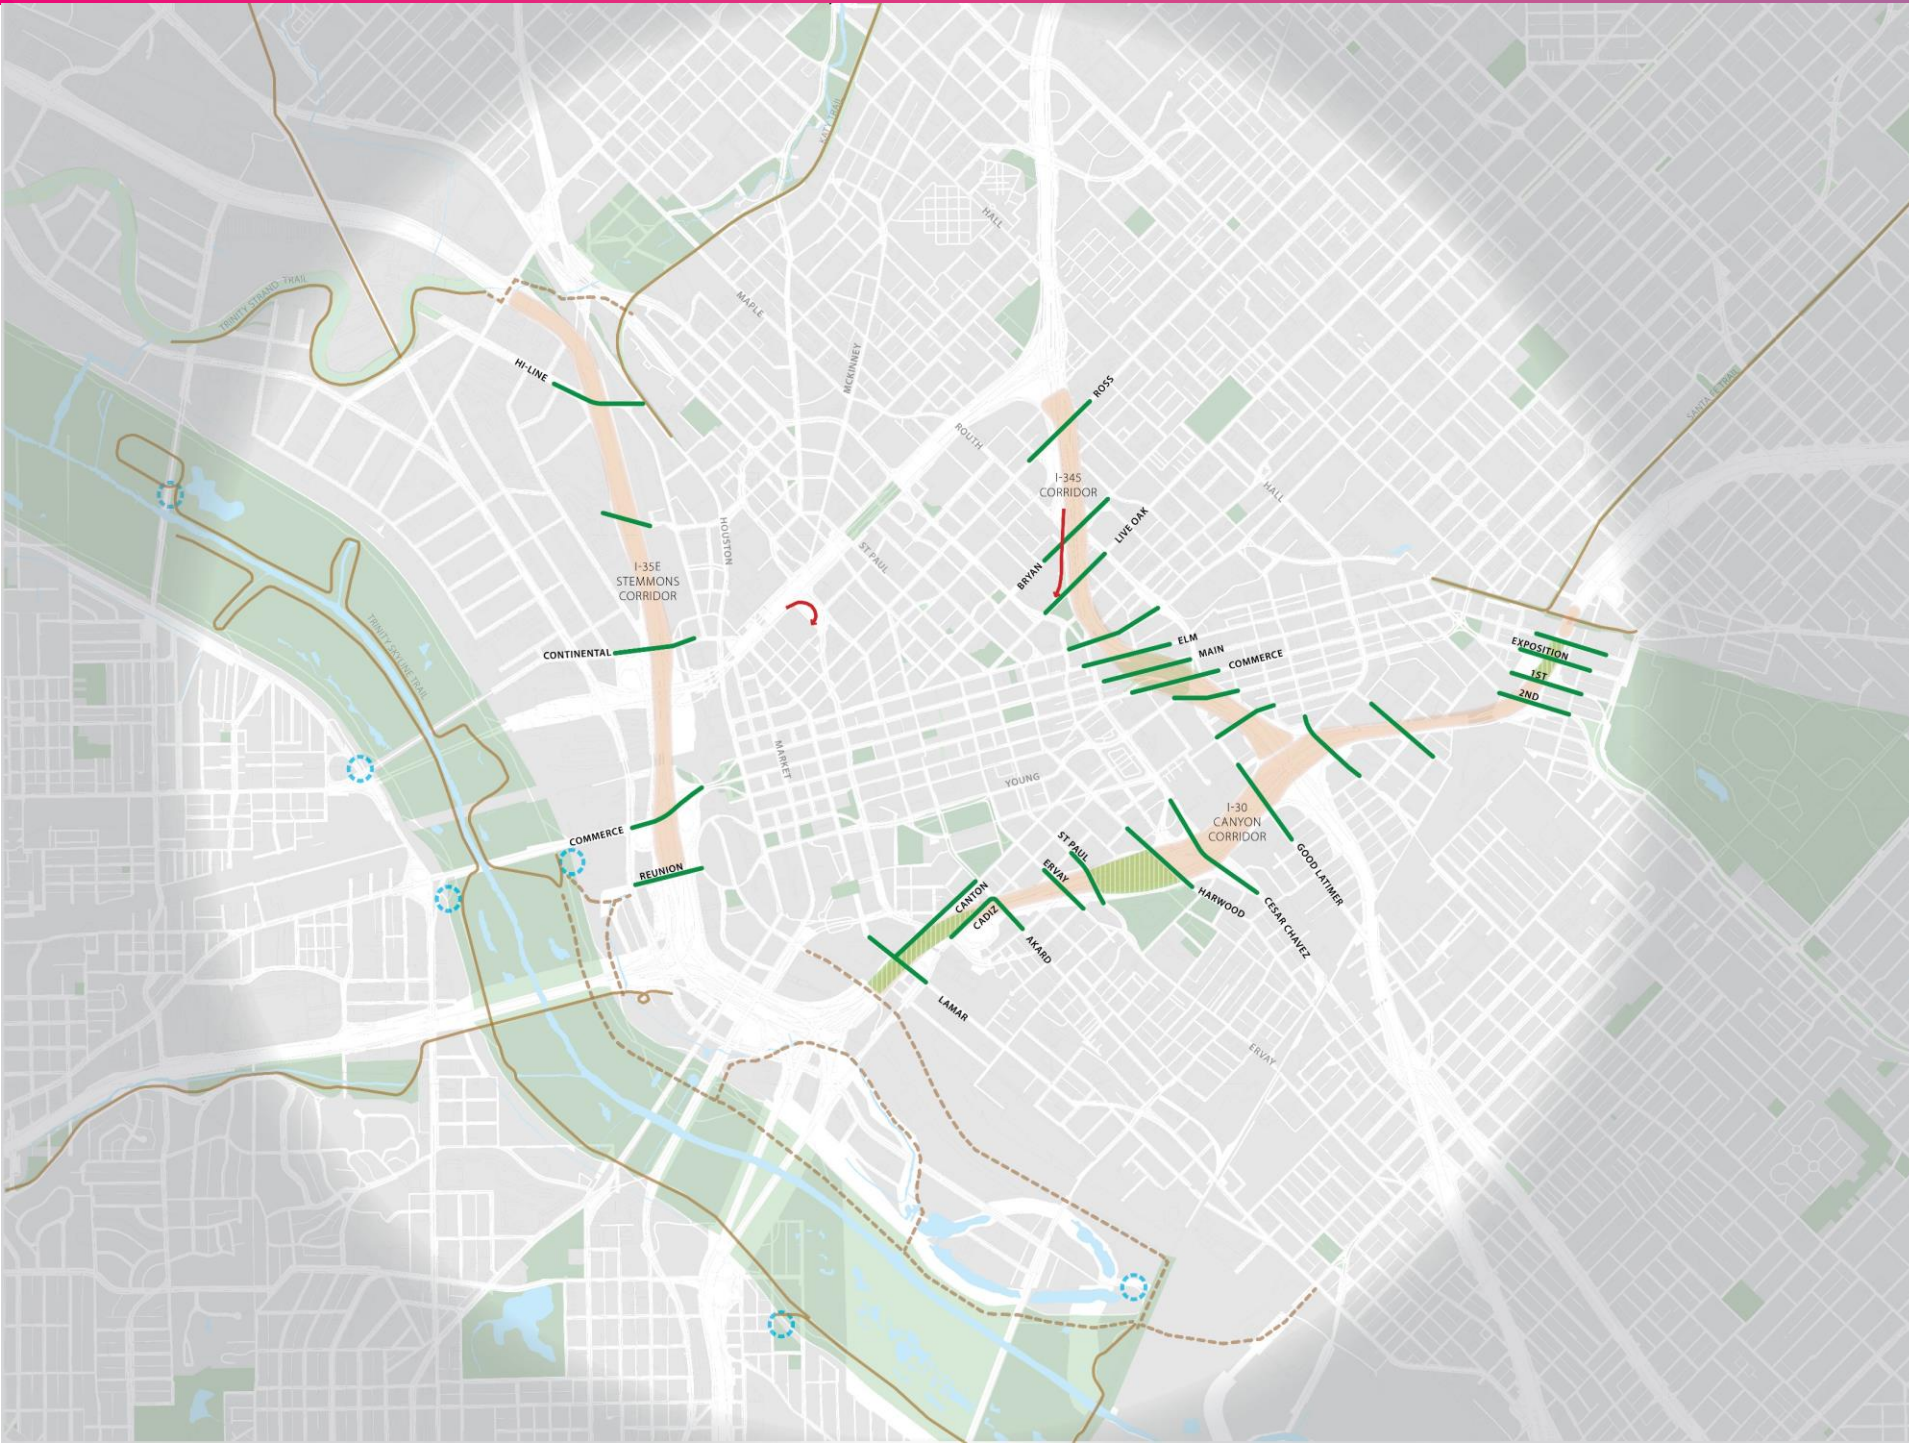 KATY TRAIL
HALL
TRINITY STRAND TRAIL
MAPLE
MCKINNEY
HI-LINE
ROSS
SANTA FE TRAIL
ROUTH
I-345
CORRIDOR
HALL
HOUSTON
LIVE OAK
ST PAUL
BRYAN
I-35E
STEMMONS
CORRIDOR
TRINITY SKYLINE TRAIL
CONTINENTAL
ELM
MAIN
COMMERCE
EXPOSITION
1ST
2ND
MARKET
YOUNG
I-30
CANYON
CORRIDOR
COMMERCE
ST PAUL
ERVAY
REUNION
GOOD LATIMER
HARWOOD
CANTON
CADIZ
CESAR CHAVEZ
AKARD
LAMAR
ERVAY